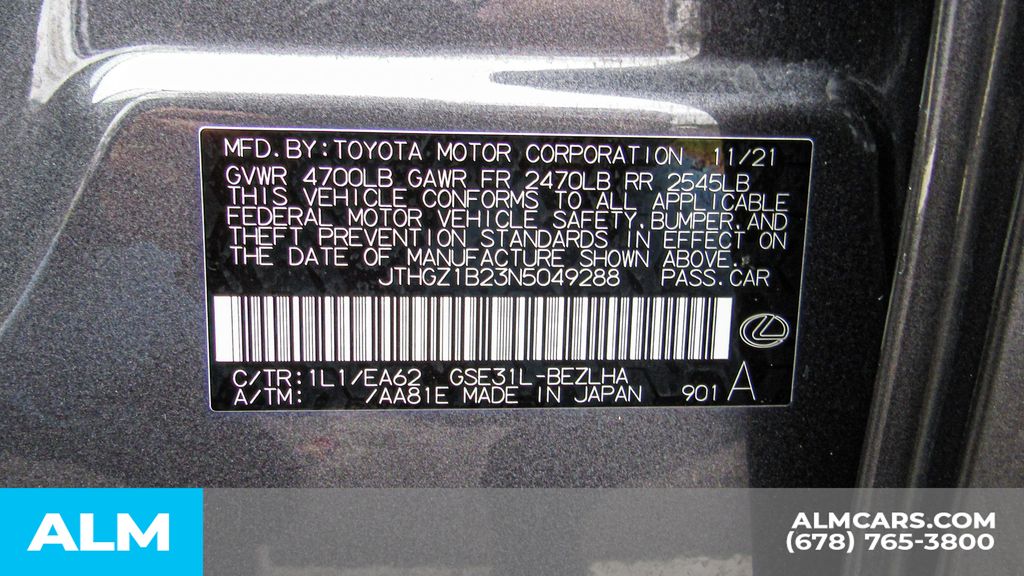 MFD.BY:TOYOTA MOTOR CORPORATION 11/21
GVWR 4700LB GAWR FR 2470LB RR 2545LB
THIS VEHICLE CONFORMS TO ALL APPLICABLE
FEDERAL MOTOR VEHICLE SAFETY,BUMPER,AND
THEFT PREVENTION STANDARDS IN EFFECT ON
THE DATE OF MANUFACTURE SHOWN ABOVE.
JTHGZ1B23N5049288 PASS.CAR
C/TR:1L1/EA62 GSE31L-BEZLHA
A/TM: /AA81E MADE IN JAPAN 901 A
ALM
ALMCARS.COM
(678) 765-3800